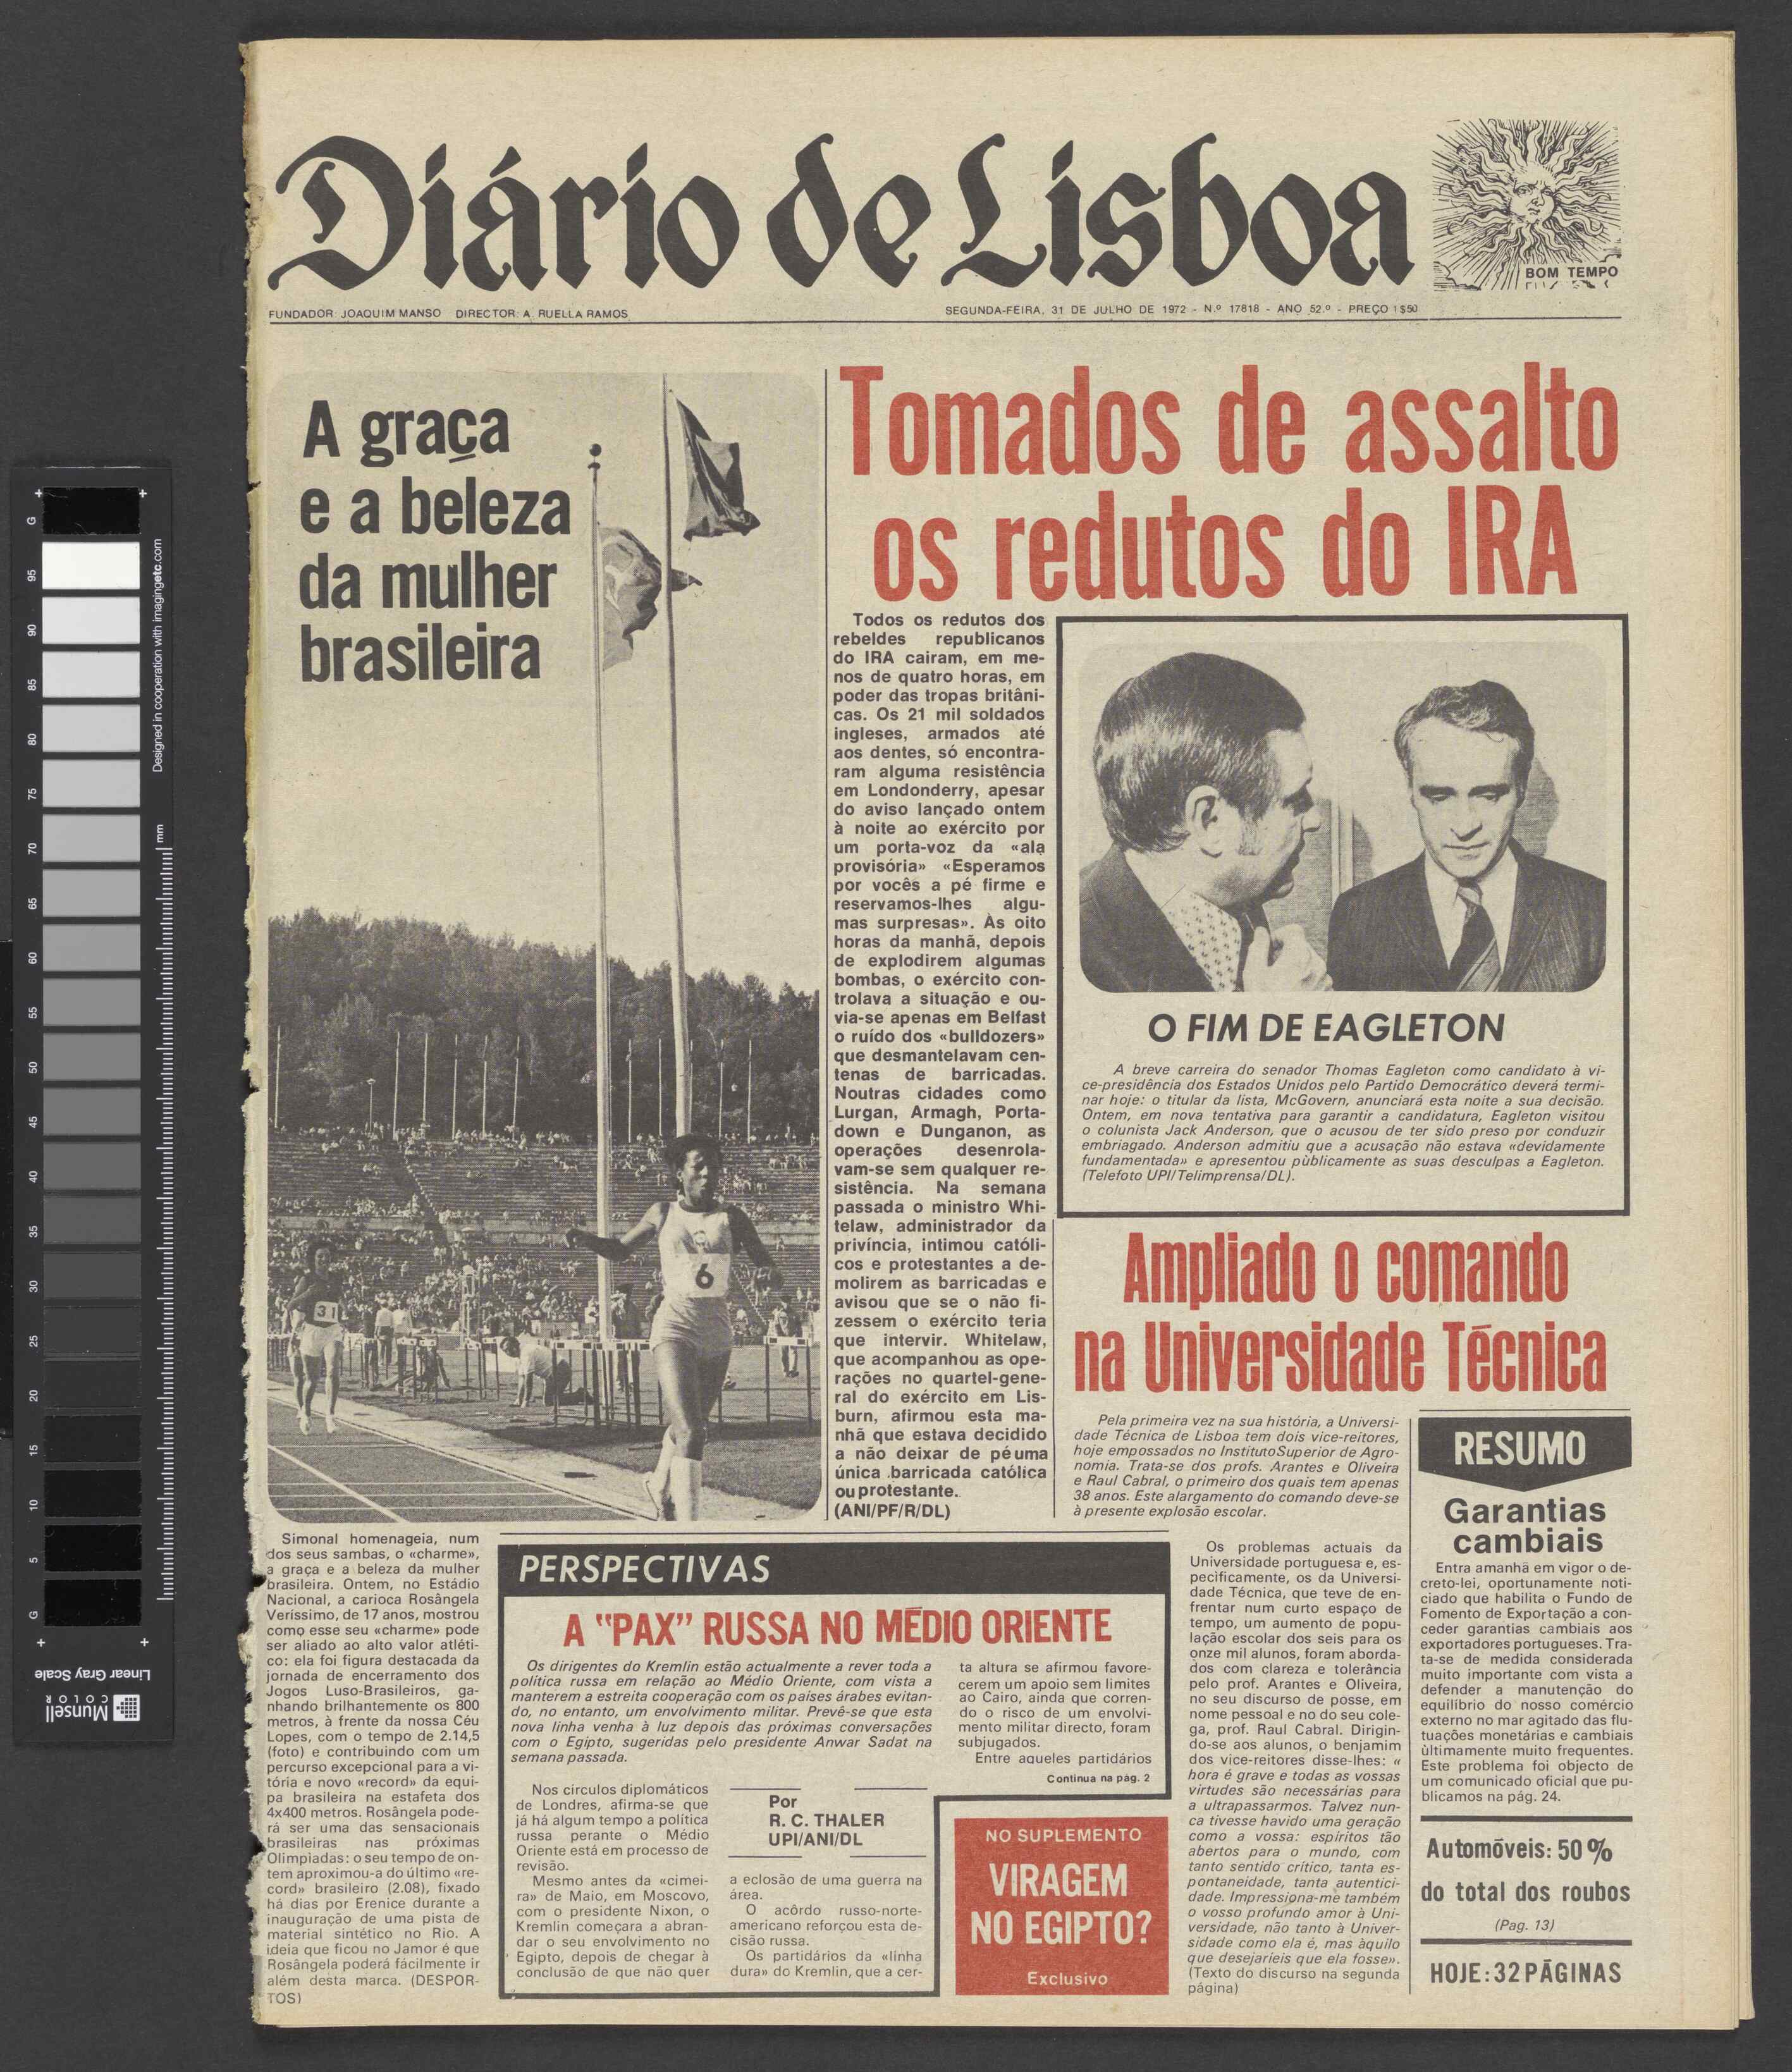 Diário de Lisboa
BOM TEMPO
FUNDADOR: JOAQUIM MANSO DIRECTOR: A. RUELLA RAMOS
SEGUNDA-FEIRA, 31 DE JULHO DE 1972 - N.º 17818 - ANO 52.º - PREÇO 1$50
A graça
e a beleza
da mulher
brasileira
6
31
Simonal homenageia, num
dos seus sambas, o «charme»,
a graça e a beleza da mulher
brasileira. Ontem, no Estádio
Nacional, a carioca Rosângela
Veríssimo, de 17 anos, mostrou
como esse seu «charme» pode
ser aliado ao alto valor atléti-
co: ela foi figura destacada da
jornada de encerramento dos
Jogos Luso-Brasileiros, ga-
nhando brilhantemente os 800
metros, à frente da nossa Céu
Lopes, com o tempo de 2.14,5
(foto) e contribuindo com um
percurso excepcional para a vi-
tória e novo «record» da equi-
pa brasileira na estafeta dos
4x400 metros. Rosângela pode-
rá ser uma das sensacionais
brasileiras nas próximas
Olimpíadas: o seu tempo de on-
tem aproximou-a do último «re-
cord» brasileiro (2.08), fixado
há dias por Erenice durante a
inauguração de uma pista de
material sintético no Rio. A
ideia que ficou no Jamor é que
Rosângela poderá fàcilmente ir
além desta marca. (DESPOR-
TOS)
Tomados de assalto
os redutos do IRA
Todos os redutos dos
rebeldes republicanos
do IRA cairam, em me-
nos de quatro horas, em
poder das tropas britâni-
cas. Os 21 mil soldados
ingleses, armados até
aos dentes, só encontra-
ram alguma resistência
em Londonderry, apesar
do aviso lançado ontem
à noite ao exército por
um porta-voz da «ala
provisória» «Esperamos
por vocês a pé firme e
reservamos-lhes algu-
mas surpresas». Às oito
horas da manhã, depois
de explodirem algumas
bombas, o exército con-
trolava a situação e ou-
via-se apenas em Belfast
o ruído dos «bulldozers»
que desmantelavam cen-
tenas de barricadas.
Noutras cidades como
Lurgan, Armagh, Porta-
down e Dunganon, as
operações desenrola-
vam-se sem qualquer re-
sistência. Na semana
passada o ministro Whi-
telaw, administrador da
privíncia, intimou católi-
cos e protestantes a de-
molirem as barricadas e
avisou que se o não fi-
zessem o exército teria
que intervir. Whitelaw,
que acompanhou as ope-
rações no quartel-gene-
ral do exército em Lis-
burn, afirmou esta ma-
nhã que estava decidido
a não deixar de pé uma
única barricada católica
ou protestante.
(ANI/PF/R/DL)
O FIM DE EAGLETON
A breve carreira do senador Thomas Eagleton como candidato à vi-
ce-presidência dos Estados Unidos pelo Partido Democrático deverá termi-
nar hoje: o titular da lista, McGovern, anunciará esta noite a sua decisão.
Ontem, em nova tentativa para garantir a candidatura, Eagleton visitou
o colunista Jack Anderson, que o acusou de ter sido preso por conduzir
embriagado. Anderson admitiu que a acusação não estava «devidamente
fundamentada» e apresentou pùblicamente as suas desculpas a Eagleton.
(Telefoto UPI/Telimprensa/DL).
Ampliado o comando
na Universidade Técnica
Pela primeira vez na sua história, a Universi-
dade Técnica de Lisboa tem dois vice-reitores,
hoje empossados no Instituto Superior de Agro-
nomia. Trata-se dos profs. Arantes e Oliveira
e Raul Cabral, o primeiro dos quais tem apenas
38 anos. Este alargamento do comando deve-se
à presente explosão escolar.
Os problemas actuais da
Universidade portuguesa e, es-
pecìficamente, os da Universi-
dade Técnica, que teve de en-
frentar num curto espaço de
tempo, um aumento de popu-
lação escolar dos seis para os
onze mil alunos, foram aborda-
dos com clareza e tolerância
pelo prof. Arantes e Oliveira,
no seu discurso de posse, em
nome pessoal e no do seu cole-
ga, prof. Raul Cabral. Dirigin-
do-se aos alunos, o benjamim
dos vice-reitores disse-lhes: «
hora é grave e todas as vossas
virtudes são necessárias para
a ultrapassarmos. Talvez nun-
ca tivesse havido uma geração
como a vossa: espíritos tão
abertos para o mundo, com
tanto sentido crítico, tanta es-
pontaneidade, tanta autentici-
dade. Impressiona-me também
o vosso profundo amor à Uni-
versidade, não tanto à Univer-
sidade como ela é, mas àquilo
que desejaríeis que ela fosse».
(Texto do discurso na segunda
página)
RESUMO
Garantias
cambiais
Entra amanhã em vigor o de-
creto-lei, oportunamente noti-
ciado que habilita o Fundo de
Fomento de Exportação a con-
ceder garantias cambiais aos
exportadores portugueses. Tra-
ta-se de medida considerada
muito importante com vista a
defender a manutenção do
equilíbrio do nosso comércio
externo no mar agitado das flu-
tuações monetárias e cambiais
ùltimamente muito frequentes.
Este problema foi objecto de
um comunicado oficial que pu-
blicamos na pág. 24.
Automóveis: 50%
do total dos roubos
(Pag. 13)
HOJE: 32 PÁGINAS
PERSPECTIVAS
A "PAX" RUSSA NO MÉDIO ORIENTE
Os dirigentes do Kremlin estão actualmente a rever toda a
política russa em relação ao Médio Oriente, com vista a
manterem a estreita cooperação com os países árabes evitan-
do, no entanto, um envolvimento militar. Prevê-se que esta
nova linha venha à luz depois das próximas conversações
com o Egipto, sugeridas pelo presidente Anwar Sadat na
semana passada.
Nos círculos diplomáticos
de Londres, afirma-se que
já há algum tempo a política
russa perante o Médio
Oriente está em processo de
revisão.
Mesmo antes da «cimei-
ra» de Maio, em Moscovo,
com o presidente Nixon, o
Kremlin começara a abran-
dar o seu envolvimento no
Egipto, depois de chegar à
conclusão de que não quer
Por
R. C. THALER
UPI/ANI/DL
a eclosão de uma guerra na
área.
O acôrdo russo-norte-
americano reforçou esta de-
cisão russa.
Os partidários da «linha
dura» do Kremlin, que a cer-
ta altura se afirmou favore-
cerem um apoio sem limites
ao Cairo, ainda que corren-
do o risco de um envolvi-
mento militar directo, foram
subjugados.
Entre aqueles partidários
Continua na pág. 2
NO SUPLEMENTO
VIRAGEM
NO EGIPTO?
Exclusivo
G
95
90
85
80
75
70
65
60
55
50
45
40
35
30
25
20
15
10
5
G
Designed in cooperation with imagingetc.com
mm
Linear Gray Scale
Munsell
COLOR